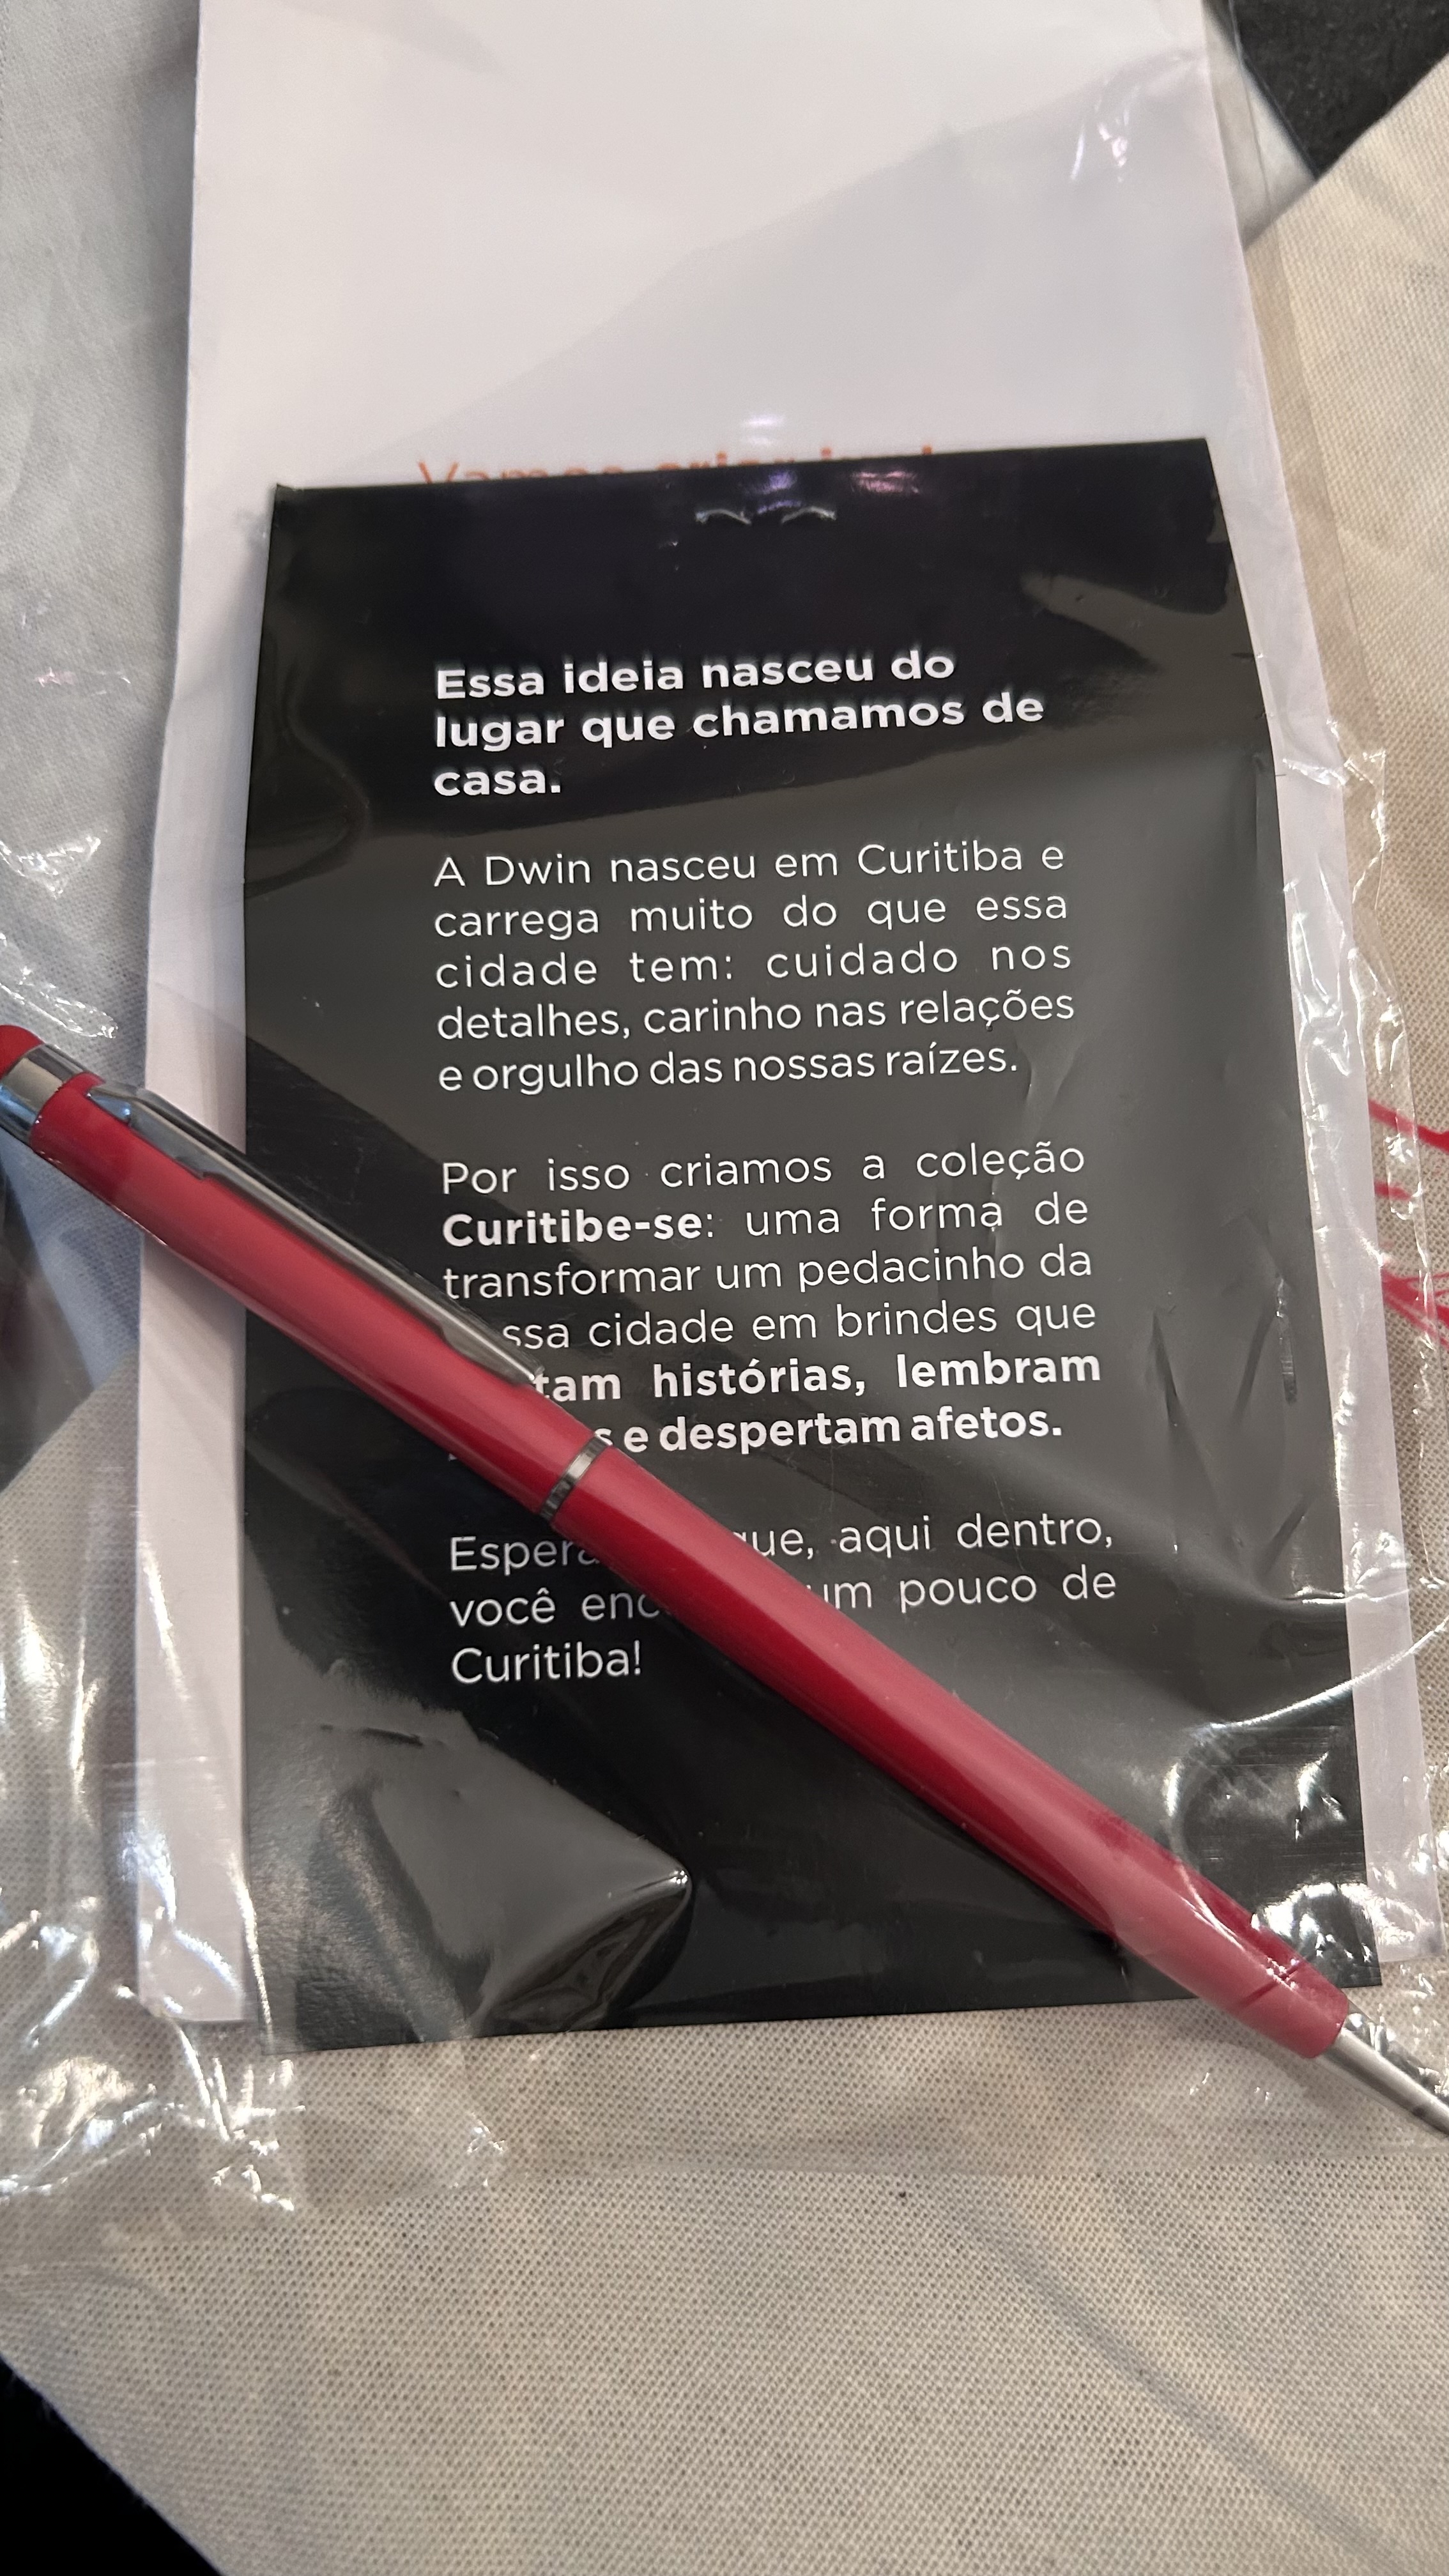 Essa ideia nasceu do
lugar que chamamos de
casa.
A Dwin nasceu em Curitiba e
carrega muito do que essa
cidade tem: cuidado nos
detalhes, carinho nas relações
e orgulho das nossas raízes.
Por isso criamos a coleção
Curitibe-se: uma forma de
transformar um pedacinho da
cidade em brindes que
histórias, lembram
e despertam afetos.
aqui dentro,
você um pouco de
Curitiba!